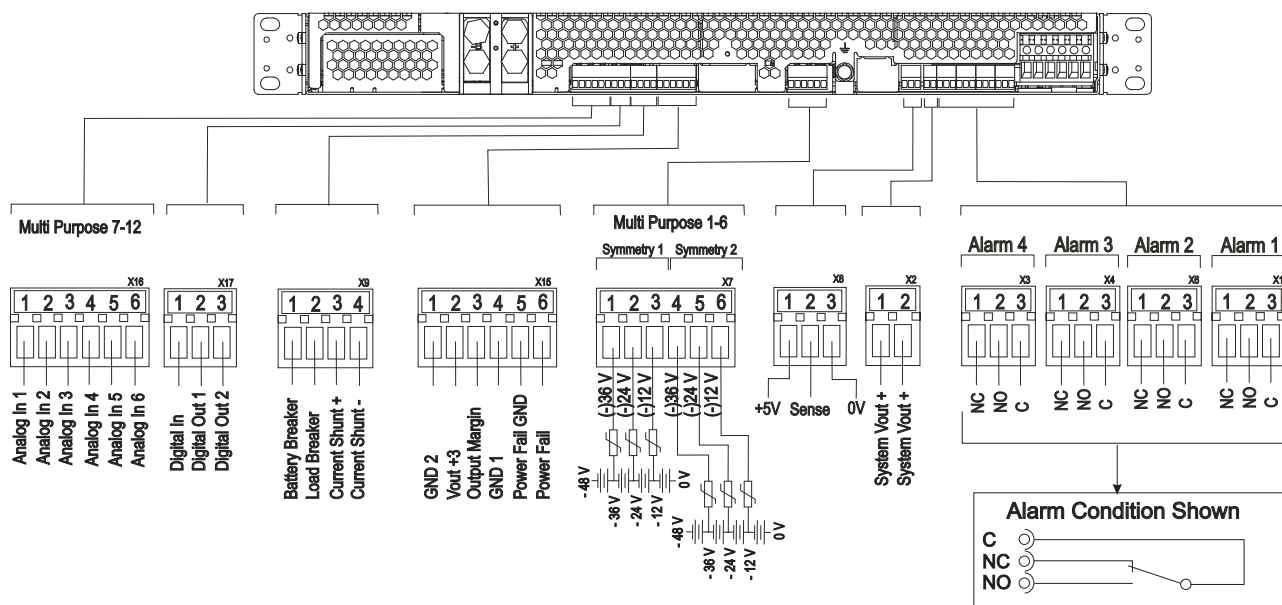 Multi Purpose 7-12
Multi Purpose 1-6
Symmetry 1 Symmetry 2
Alarm 4 Alarm 3 Alarm 2 Alarm 1
X16
1 2 3 4 5 6
Analog In 1
Analog In 2
Analog In 3
Analog In 4
Analog In 5
Analog In 6
X17
1 2 3
Digital In
Digital Out 1
Digital Out 2
X9
1 2 3 4
Battery Breaker
Load Breaker
Current Shunt +
Current Shunt -
X15
1 2 3 4 5 6
GND 2
Vout +3
Output Margin
GND 1
Power Fail GND
Power Fail
X7
1 2 3 4 5 6
(-)36 V
(-)24 V
(-)12 V
(-)36 V
(-)24 V
(-)12 V
- 48 V
0 V
- 36 V
- 24 V
- 12 V
- 48 V
0 V
- 36 V
- 24 V
- 12 V
X8
1 2 3
+5V Sense 0V
X2
1 2
System Vout +
System Vout +
X3
1 2 3
NC
NO
C
X4
1 2 3
NC
NO
C
X6
1 2 3
NC
NO
C
1 2 3
NC
NO
C
Alarm Condition Shown
C
NC
NO